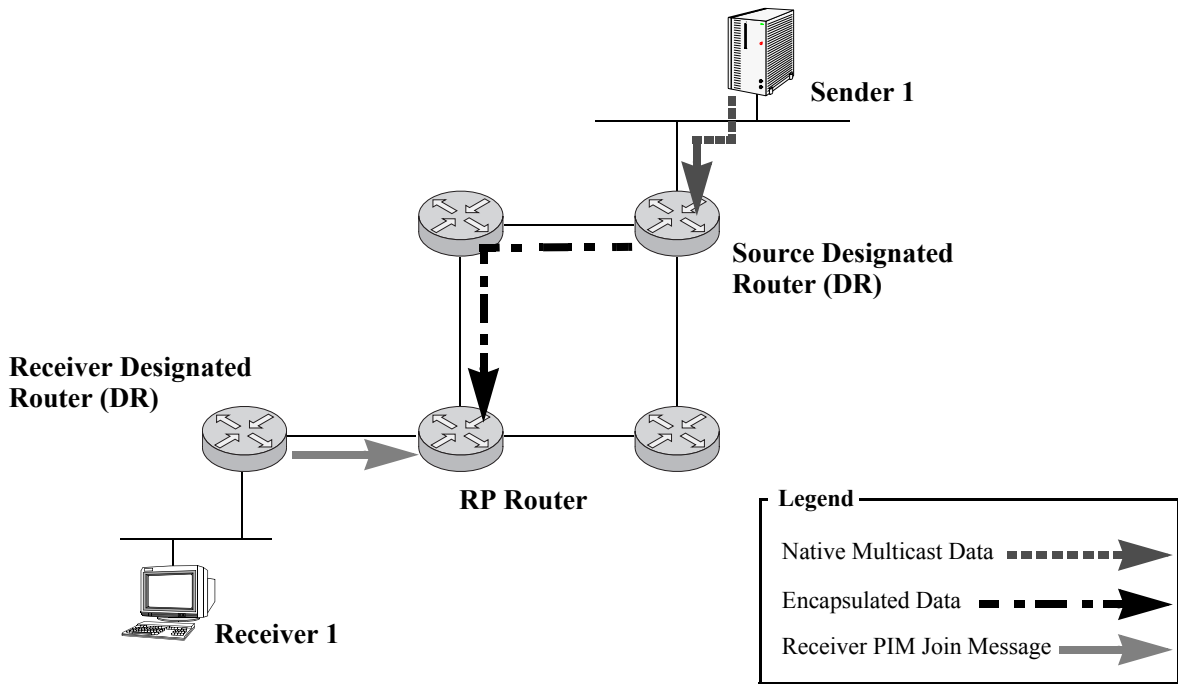 Sender 1
Source Designated
Router (DR)
Receiver Designated
Router (DR)
RP Router
Receiver 1
Legend
Native Multicast Data
Encapsulated Data
Receiver PIM Join Message